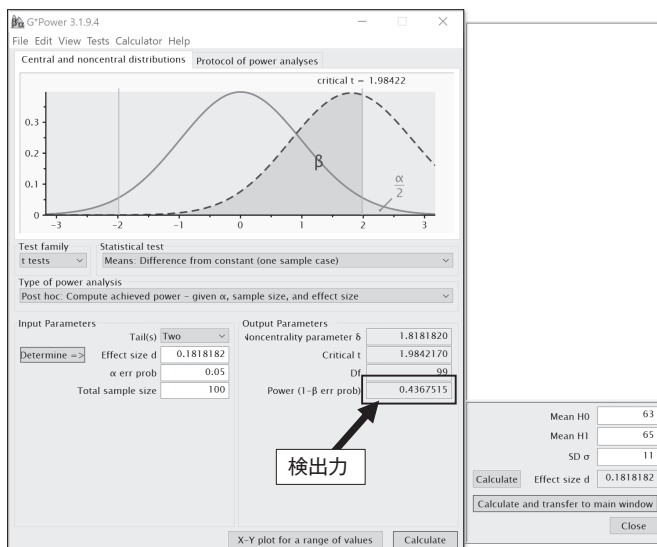 G*Power 3.1.9.4
File Edit View Tests Calculator Help
Central and noncentral distributions Protocol of power analyses
critical t = 1.98422
0.3
0.2
0.1
0
-3 -2 -1 0 1 2 3
β
α
2
Test family Statistical test
t tests Means: Difference from constant (one sample case)
Type of power analysis
Post hoc: Compute achieved power – given α, sample size, and effect size
Input Parameters
Tail(s) Two
Determine => Effect size d 0.1818182
α err prob 0.05
Total sample size 100
Output Parameters
Noncentrality parameter δ 1.8181820
Critical t 1.9842170
Df 99
Power (1-β err prob) 0.4367515
検出力
X-Y plot for a range of values Calculate
Mean H0 63
Mean H1 65
SD σ 11
Calculate Effect size d 0.1818182
Calculate and transfer to main window
Close